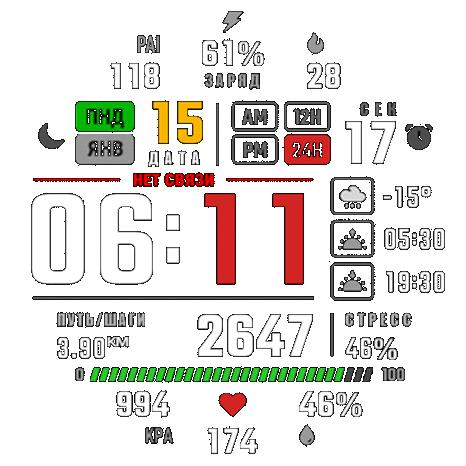 PAI 61%
118 ЗАРЯД 28
ПНД 15 AM 12H СЕК
ЯНВ ДАТА PM 24H 17
НЕТ СВЯЗИ
06:11 -15°
05:30
19:30
ПУТЬ/ШАГИ 2647 СТРЕСС
3.90КМ 46%
0 100
994 46%
КРА 174